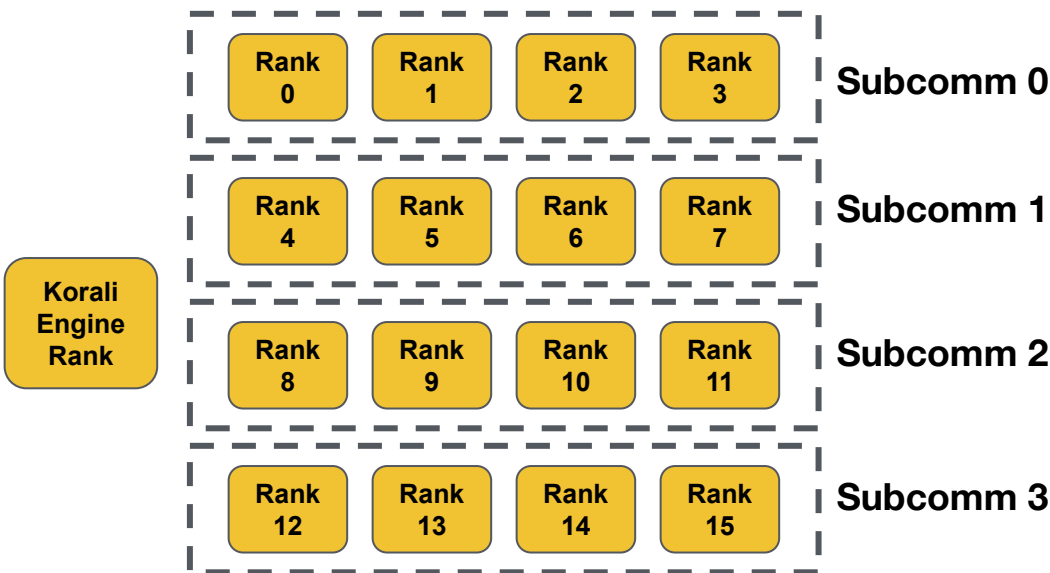 Rank
0
Rank
1
Rank
2
Rank
3
Subcomm 0
Rank
4
Rank
5
Rank
6
Rank
7
Subcomm 1
Korali
Engine
Rank
Rank
8
Rank
9
Rank
10
Rank
11
Subcomm 2
Rank
12
Rank
13
Rank
14
Rank
15
Subcomm 3